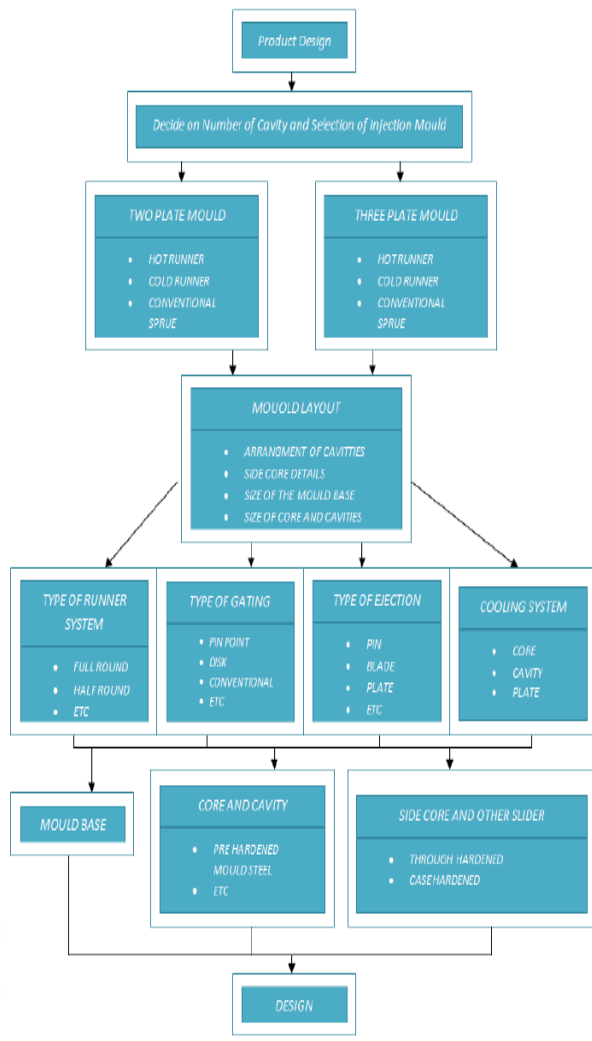 Product Design
Decide on Number of Cavity and Selection of Injection Mould
TWO PLATE MOULD
• HOT RUNNER
• COLD RUNNER
• CONVENTIONAL
SPRUE
THREE PLATE MOULD
• HOT RUNNER
• COLD RUNNER
• CONVENTIONAL
SPRUE
MOUOLD LAYOUT
• ARRANGMENT OF CAVITTIES
• SIDE CORE DETAILS
• SIZE OF THE MOULD BASE
• SIZE OF CORE AND CAVITIES
TYPE OF RUNNER
SYSTEM
• FULL ROUND
• HALF ROUND
• ETC
TYPE OF GATING
• PIN POINT
• DISK
• CONVENTIONAL
• ETC
TYPE OF EJECTION
• PIN
• BLADE
• PLATE
• ETC
COOLING SYSTEM
• CORE
• CAVITY
• PLATE
MOULD BASE
CORE AND CAVITY
• PRE HARDENED
MOULD STEEL
• ETC
SIDE CORE AND OTHER SLIDER
• THROUGH HARDENED
• CASE HARDENED
DESIGN